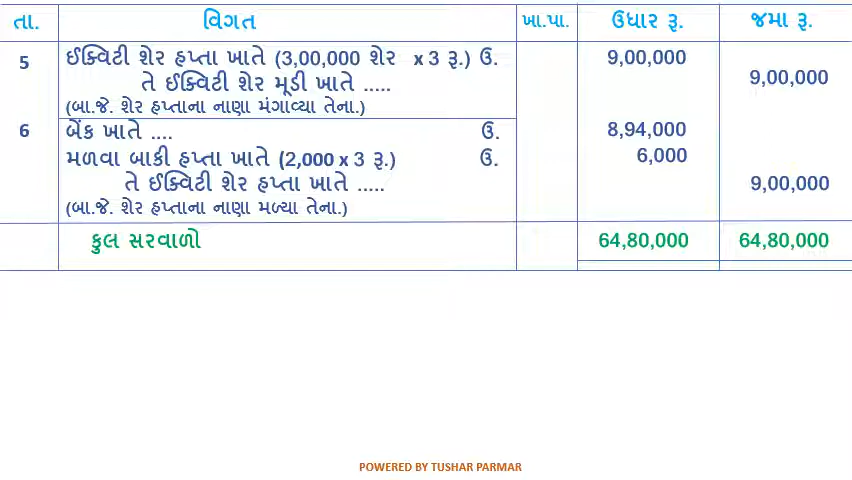 તા. વિગત ખા.પા. ઉધાર રૂ. જમા રૂ.
5 ઈક્વિટી શેર હપ્તા ખાતે (3,00,000 શેર x 3 રૂ.) ઉ. 9,00,000
તે ઈક્વિટી શેર મૂડી ખાતે ..... 9,00,000
(બા.જે. શેર હપ્તાના નાણા મંગાવ્યા તેના.)
6 બેંક ખાતે .... ઉ. 8,94,000
મળવા બાકી હપ્તા ખાતે (2,000 x 3 રૂ.) ઉ. 6,000
તે ઈક્વિટી શેર હપ્તા ખાતે ..... 9,00,000
(બા.જે. શેર હપ્તાના નાણા મળ્યા તેના.)
કુલ સરવાળો 64,80,000 64,80,000
POWERED BY TUSHAR PARMAR